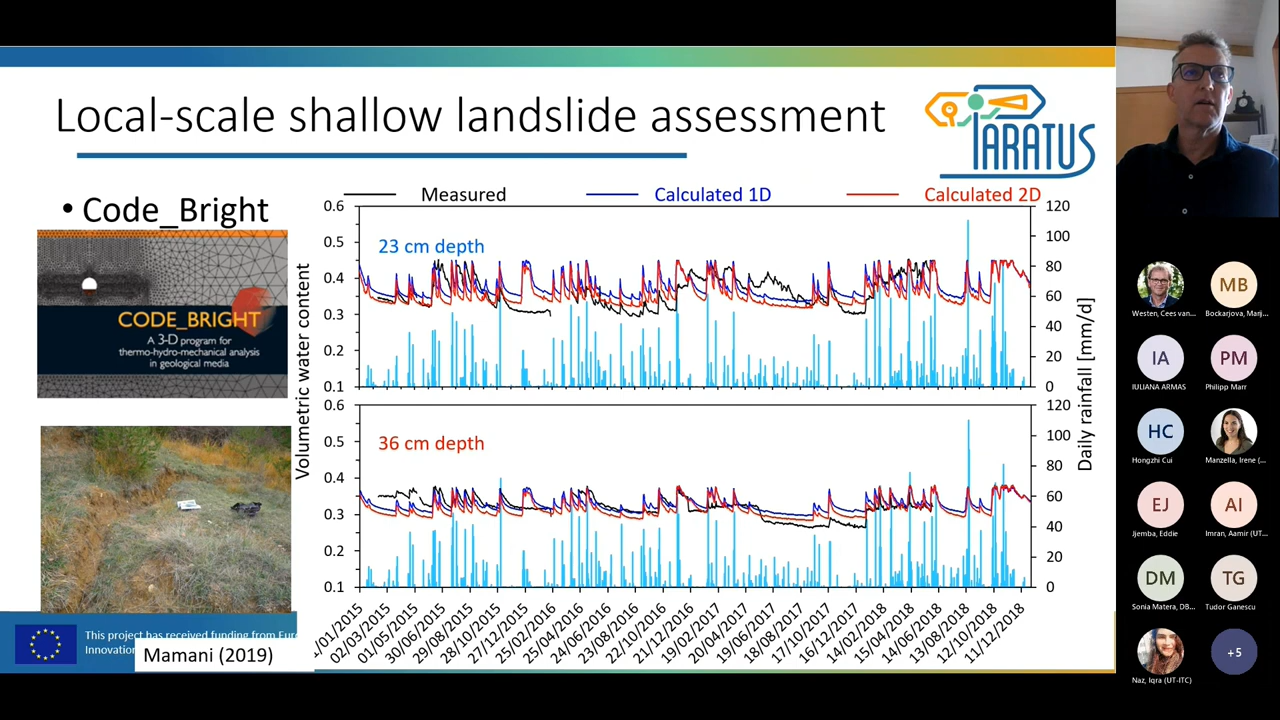 Local-scale shallow landslide assessment
PARATUS
• Code_Bright
CODE_BRIGHT
A 3-D program for
thermo-hydro-mechanical analysis
in geological media
Measured
Calculated 1D
Calculated 2D
23 cm depth
0.6
0.5
0.4
0.3
0.2
0.1
120
100
80
60
40
20
0
36 cm depth
0.6
0.5
0.4
0.3
0.2
0.1
120
100
80
60
40
20
0
Volumetric water content
Daily rainfall [mm/d]
/01/2015
02/03/2015
01/05/2015
30/06/2015
29/08/2015
28/10/2015
27/12/2015
25/02/2016
25/04/2016
24/06/2016
23/08/2016
22/10/2016
21/12/2016
19/02/2017
20/04/2017
19/06/2017
18/08/2017
17/10/2017
16/12/2017
14/02/2018
15/04/2018
14/06/2018
13/08/2018
12/10/2018
11/12/2018
This project has received funding from Eur
Innovation
Mamani (2019)
Westen, Cees van...
MB
Bockarjova, Marij...
IA
IULIANA ARMAS
PM
Philipp Marr
HC
Hongzhi Cui
Manzella, Irene (...
EJ
Jjemba, Eddie
AI
Imran, Aamir (UT...
DM
Sonia Matera, DB...
TG
Tudor Ganescu
Naz, Iqra (UT-ITC)
+5